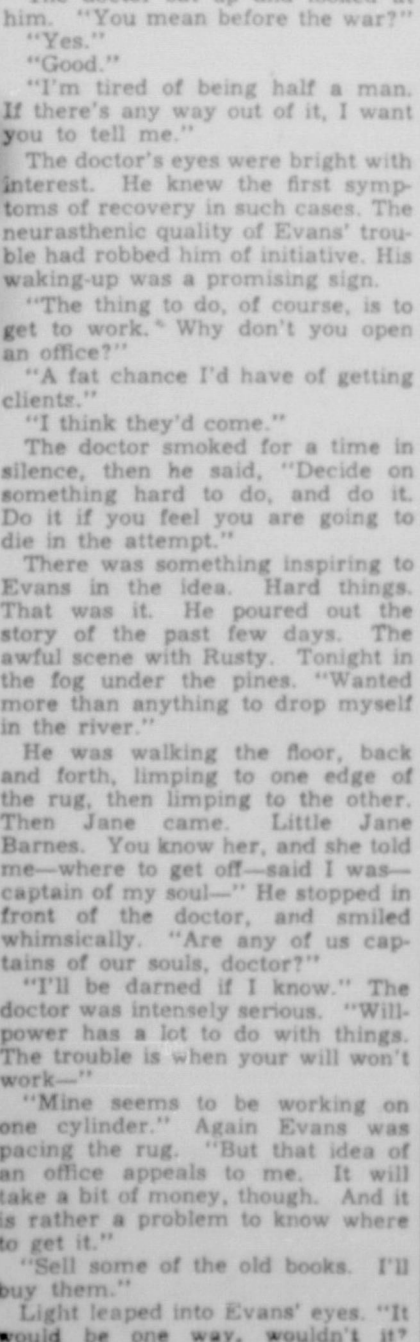 him. "You mean before the war?"
"Yes."
"Good."
"I'm tired of being half a man.
If there's any way out of it, I want
you to tell me."
The doctor's eyes were bright with
interest. He knew the first symp-
toms of recovery in such cases. The
neurasthenic quality of Evans' trou-
ble had robbed him of initiative. His
waking-up was a promising sign.
"The thing to do, of course, is to
get to work. Why don't you open
an office?"
"A fat chance I'd have of getting
clients."
"I think they'd come."
The doctor smoked for a time in
silence, then he said, "Decide on
something hard to do, and do it.
Do it if you feel you are going to
die in the attempt."
There was something inspiring to
Evans in the idea. Hard things.
That was it. He poured out the
story of the past few days. The
awful scene with Rusty. Tonight in
the fog under the pines. "Wanted
more than anything to drop myself
in the river."
He was walking the floor, back
and forth, limping to one edge of
the rug, then limping to the other.
Then Jane came. Little Jane
Barnes. You know her, and she told
me—where to get off—said I was—
captain of my soul—" He stopped in
front of the doctor, and smiled
whimsically. "Are any of us cap-
tains of our souls, doctor?"
"I'll be darned if I know." The
doctor was intensely serious. "Will-
power has a lot to do with things.
The trouble is when your will won't
work—"
"Mine seems to be working on
one cylinder." Again Evans was
pacing the rug. "But that idea of
an office appeals to me. It will
take a bit of money, though. And it
is rather a problem to know where
to get it."
"Sell some of the old books. I'll
buy them."
Light leaped into Evans' eyes. "It
would be one way, wouldn't it?